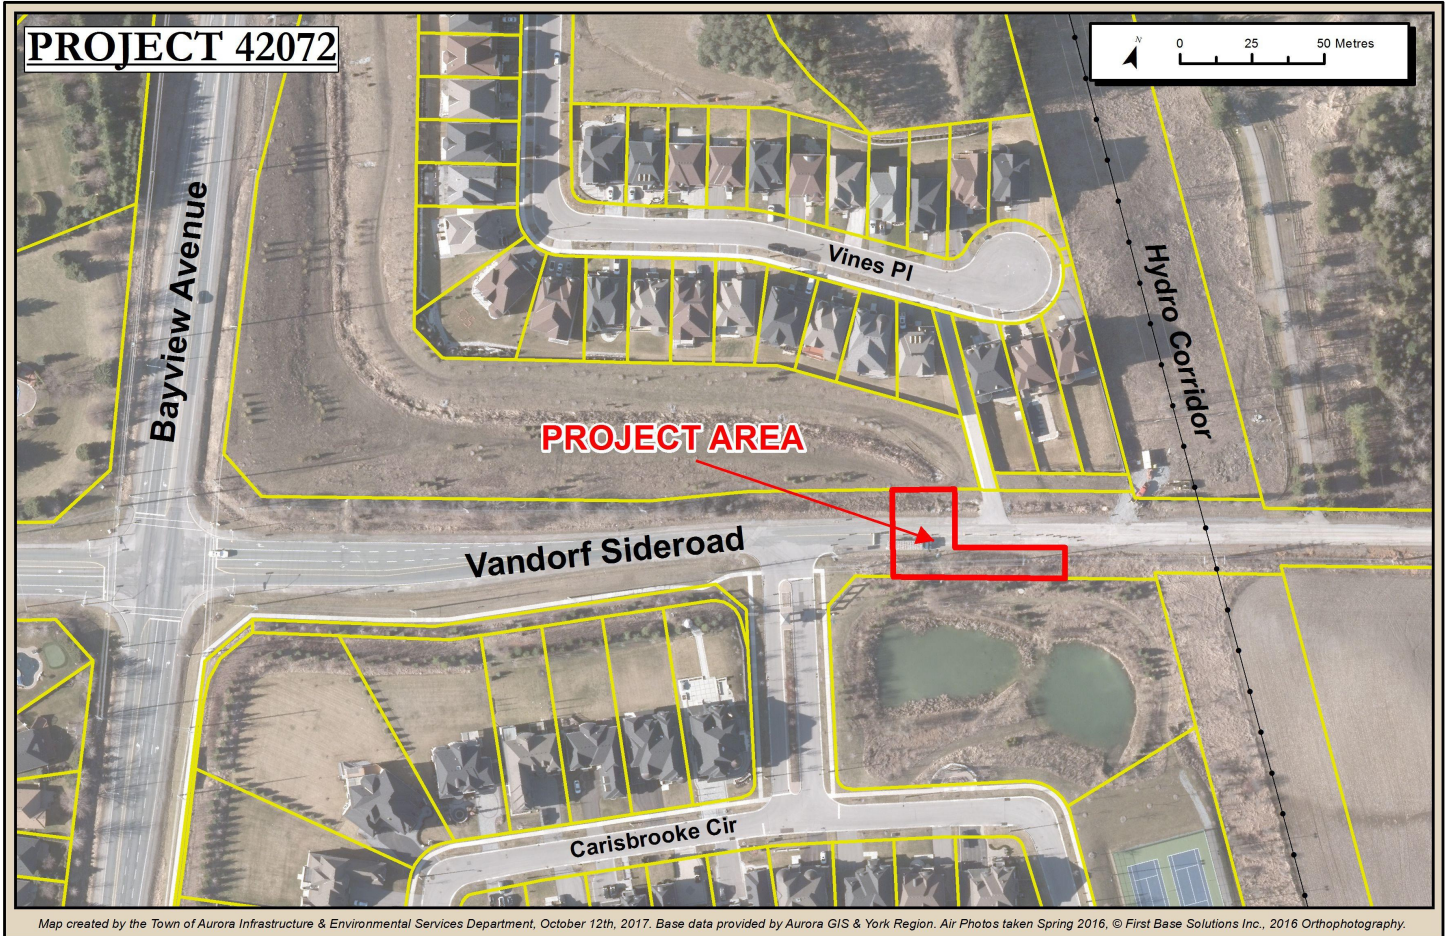 PROJECT 42072
N
0 25 50 Metres
Vines Pl
Hydro Corridor
Bayview Avenue
PROJECT AREA
Vandorf Sideroad
Carisbrooke Cir
Map created by the Town of Aurora Infrastructure & Environmental Services Department, October 12th, 2017. Base data provided by Aurora GIS & York Region. Air Photos taken Spring 2016, © First Base Solutions Inc., 2016 Orthophotography.